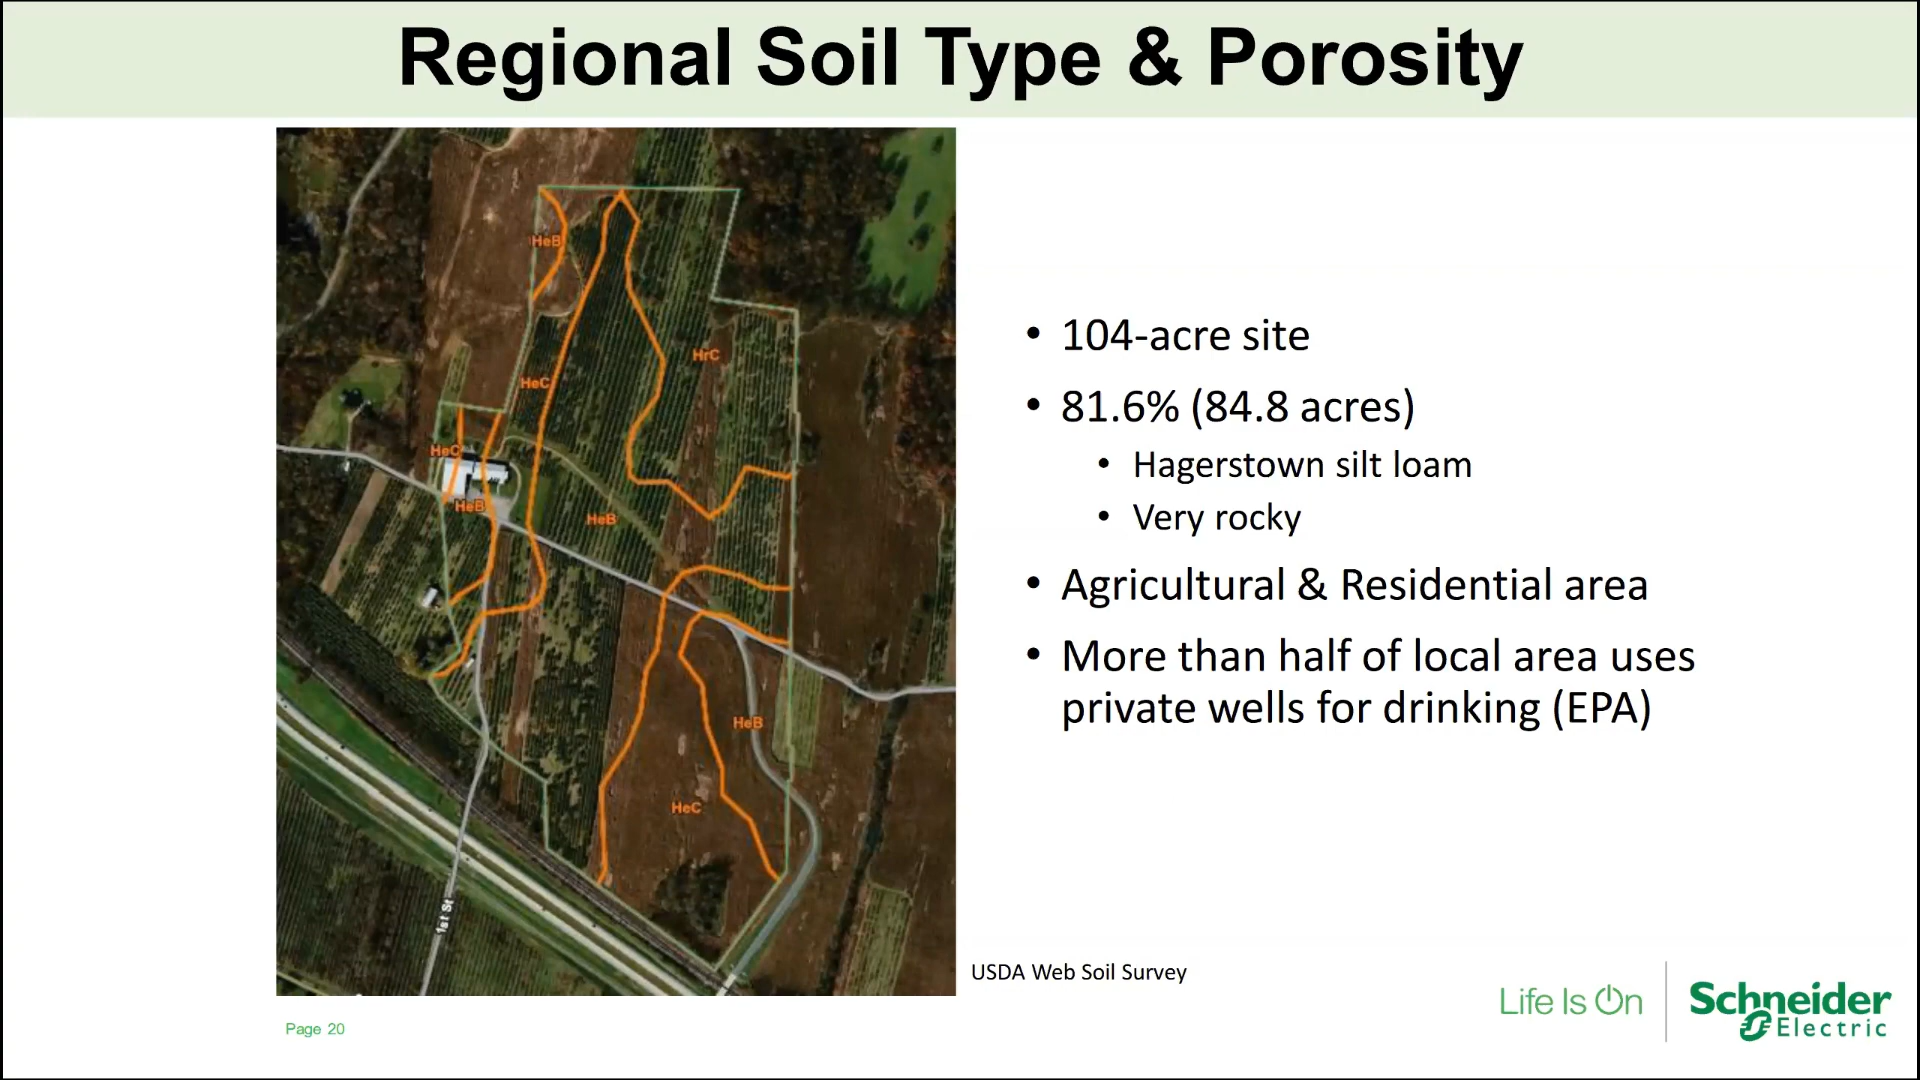 Regional Soil Type & Porosity
HeB
HrC
HeC
HeC
HeB
HeB
HeB
HeC
1st St
• 104-acre site
• 81.6% (84.8 acres)
• Hagerstown silt loam
• Very rocky
• Agricultural & Residential area
• More than half of local area uses
private wells for drinking (EPA)
USDA Web Soil Survey
Page 20
Life Is On
Schneider
Electric